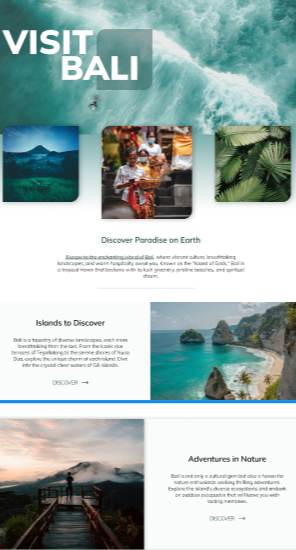 VISIT
BALI
Discover Paradise on Earth
Escape to the enchanting island of Bali, where vibrant culture, breathtaking
landscapes, and warm hospitality await you. Known as the "Island of Gods," Bali is
a tropical haven that beckons with its lush greenery, pristine beaches, and spiritual
charm.
Islands to Discover
Bali is a tapestry of diverse landscapes, each more
breathtaking than the last. From the iconic rice
terraces of Tegallalang to the serene shores of Nusa
Dua, explore the unique charm of each island. Dive
into the crystal-clear waters of Gili Islands.
DISCOVER →
Adventures in Nature
Bali is not only a cultural gem but also a haven for
nature enthusiasts seeking thrilling adventures.
Explore the island's diverse ecosystems and embark
on outdoor escapades that will leave you with
lasting memories.
DISCOVER →